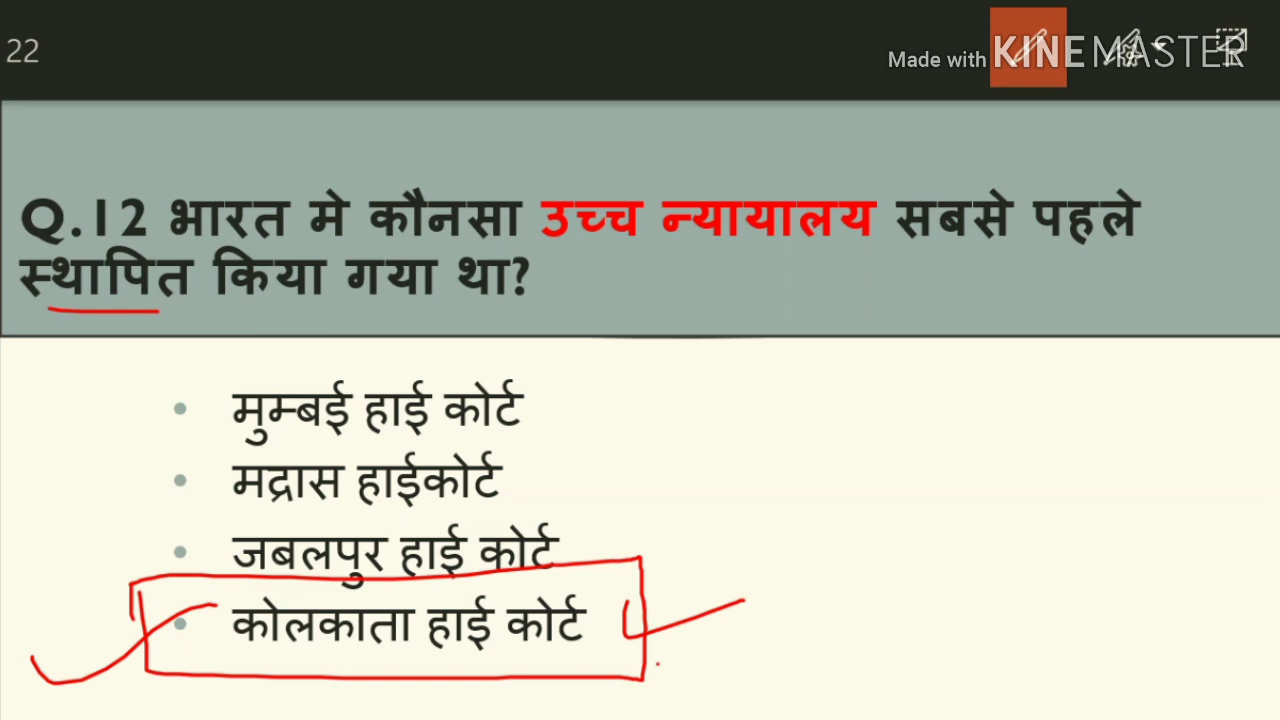 22
Made with KINEMASTER
Q.12 भारत मे कौनसा उच्च न्यायालय सबसे पहले
स्थापित किया गया था?
• मुम्बई हाई कोर्ट
• मद्रास हाईकोर्ट
• जबलपुर हाई कोर्ट
• कोलकाता हाई कोर्ट